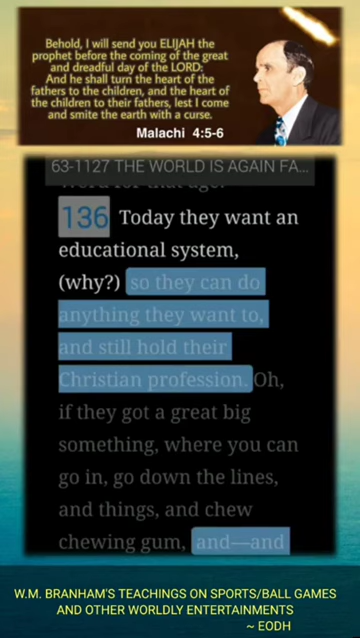 Behold, I will send you ELIJAH the
prophet before the coming of the great
and dreadful day of the LORD:
And he shall turn the heart of the
fathers to the children, and the heart of
the children to their fathers, lest I come
and smite the earth with a curse.
Malachi 4:5-6
63-1127 THE WORLD IS AGAIN FA...
Word for that age.
136 Today they want an
educational system,
(why?) so they can do
anything they want to,
and still hold their
Christian profession. Oh,
if they got a great big
something, where you can
go in, go down the lines,
and things, and chew
chewing gum, and—and
W.M. BRANHAM'S TEACHINGS ON SPORTS/BALL GAMES
AND OTHER WORLDLY ENTERTAINMENTS
~ EODH